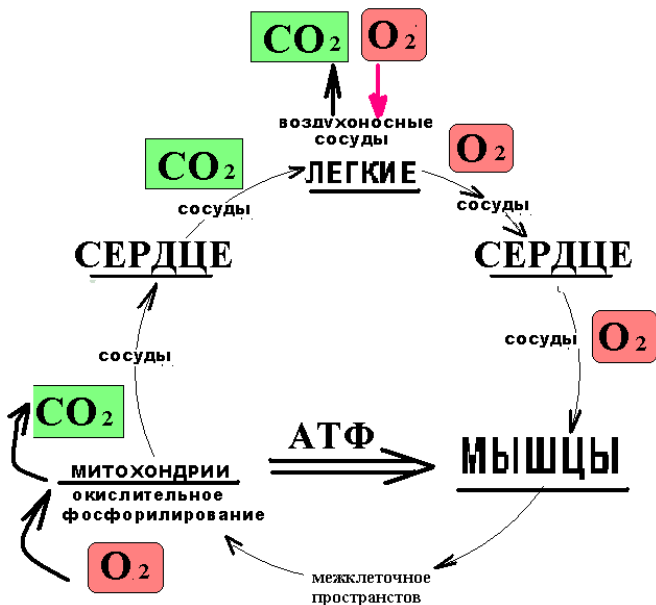 CO2 O2
воздухоносные
сосуды
ЛЕГКИЕ
CO2
O2
сосуды
сосуды
СЕРДЦЕ
СЕРДЦЕ
сосуды
O2
сосуды
CO2
АТФ
МЫШЦЫ
митохондрии
окислительное
фосфорилирование
O2
межклеточное
пространстов